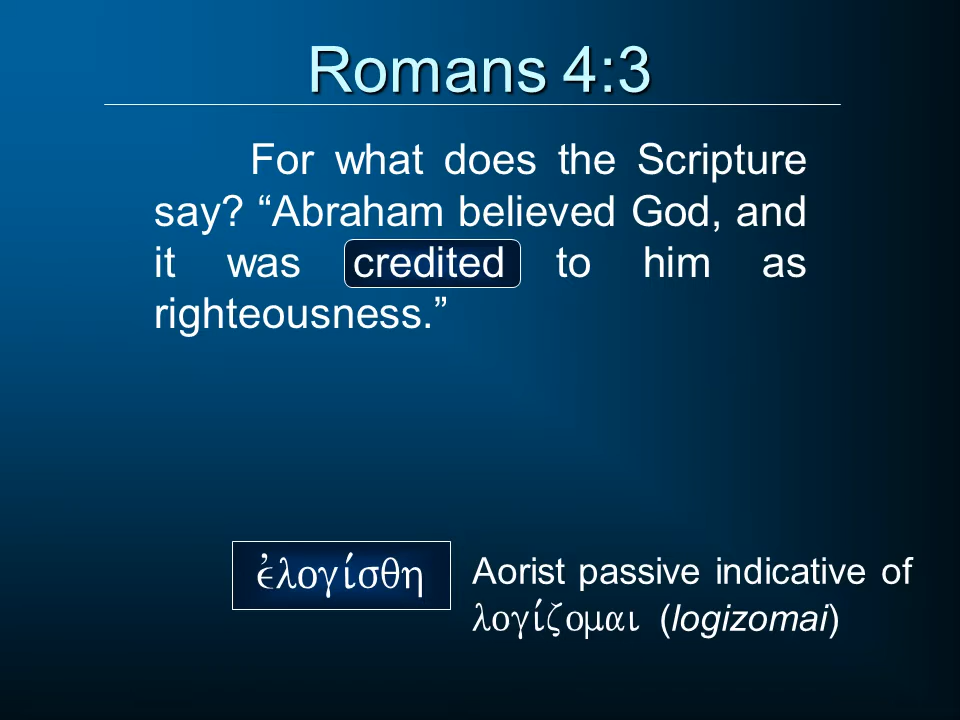 Romans 4:3
For what does the Scripture
say? “Abraham believed God, and
it was credited to him as
righteousness.”
ἐλογίσθη
Aorist passive indicative of
λογίζομαι (logizomai)